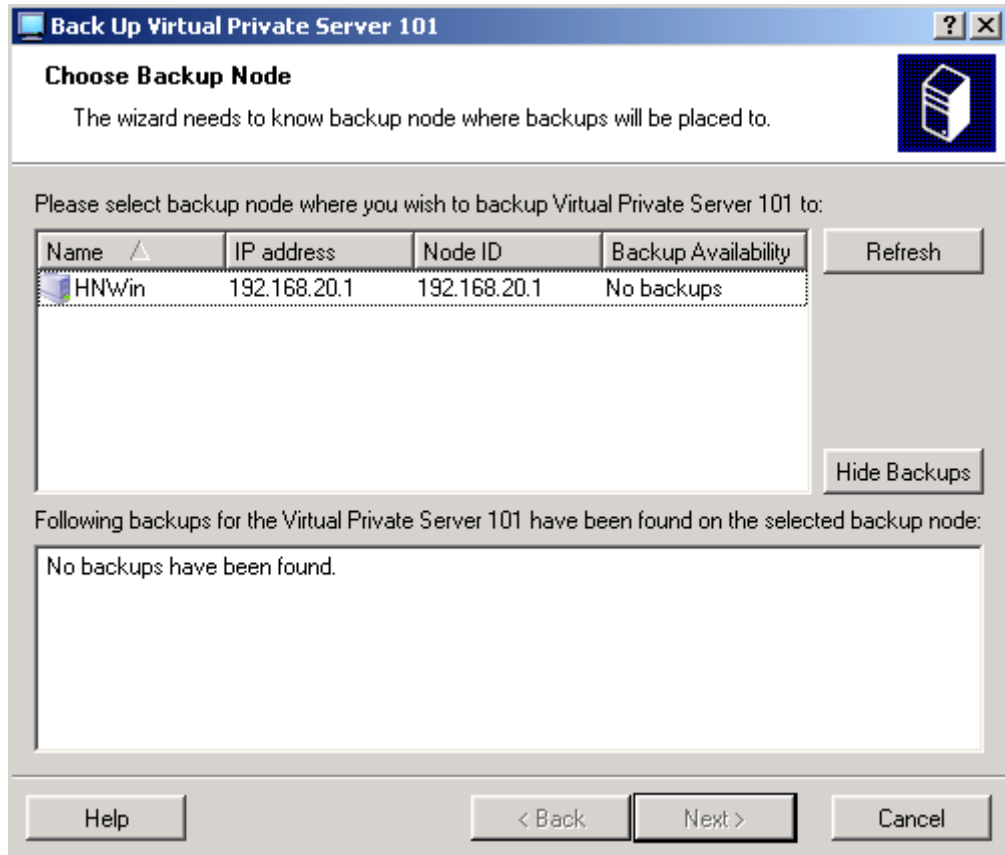 Back Up Virtual Private Server 101
Choose Backup Node
The wizard needs to know backup node where backups will be placed to.
Please select backup node where you wish to backup Virtual Private Server 101 to:
Name IP address Node ID Backup Availability Refresh
HNWin 192.168.20.1 192.168.20.1 No backups
Hide Backups
Following backups for the Virtual Private Server 101 have been found on the selected backup node:
No backups have been found.
Help < Back Next > Cancel